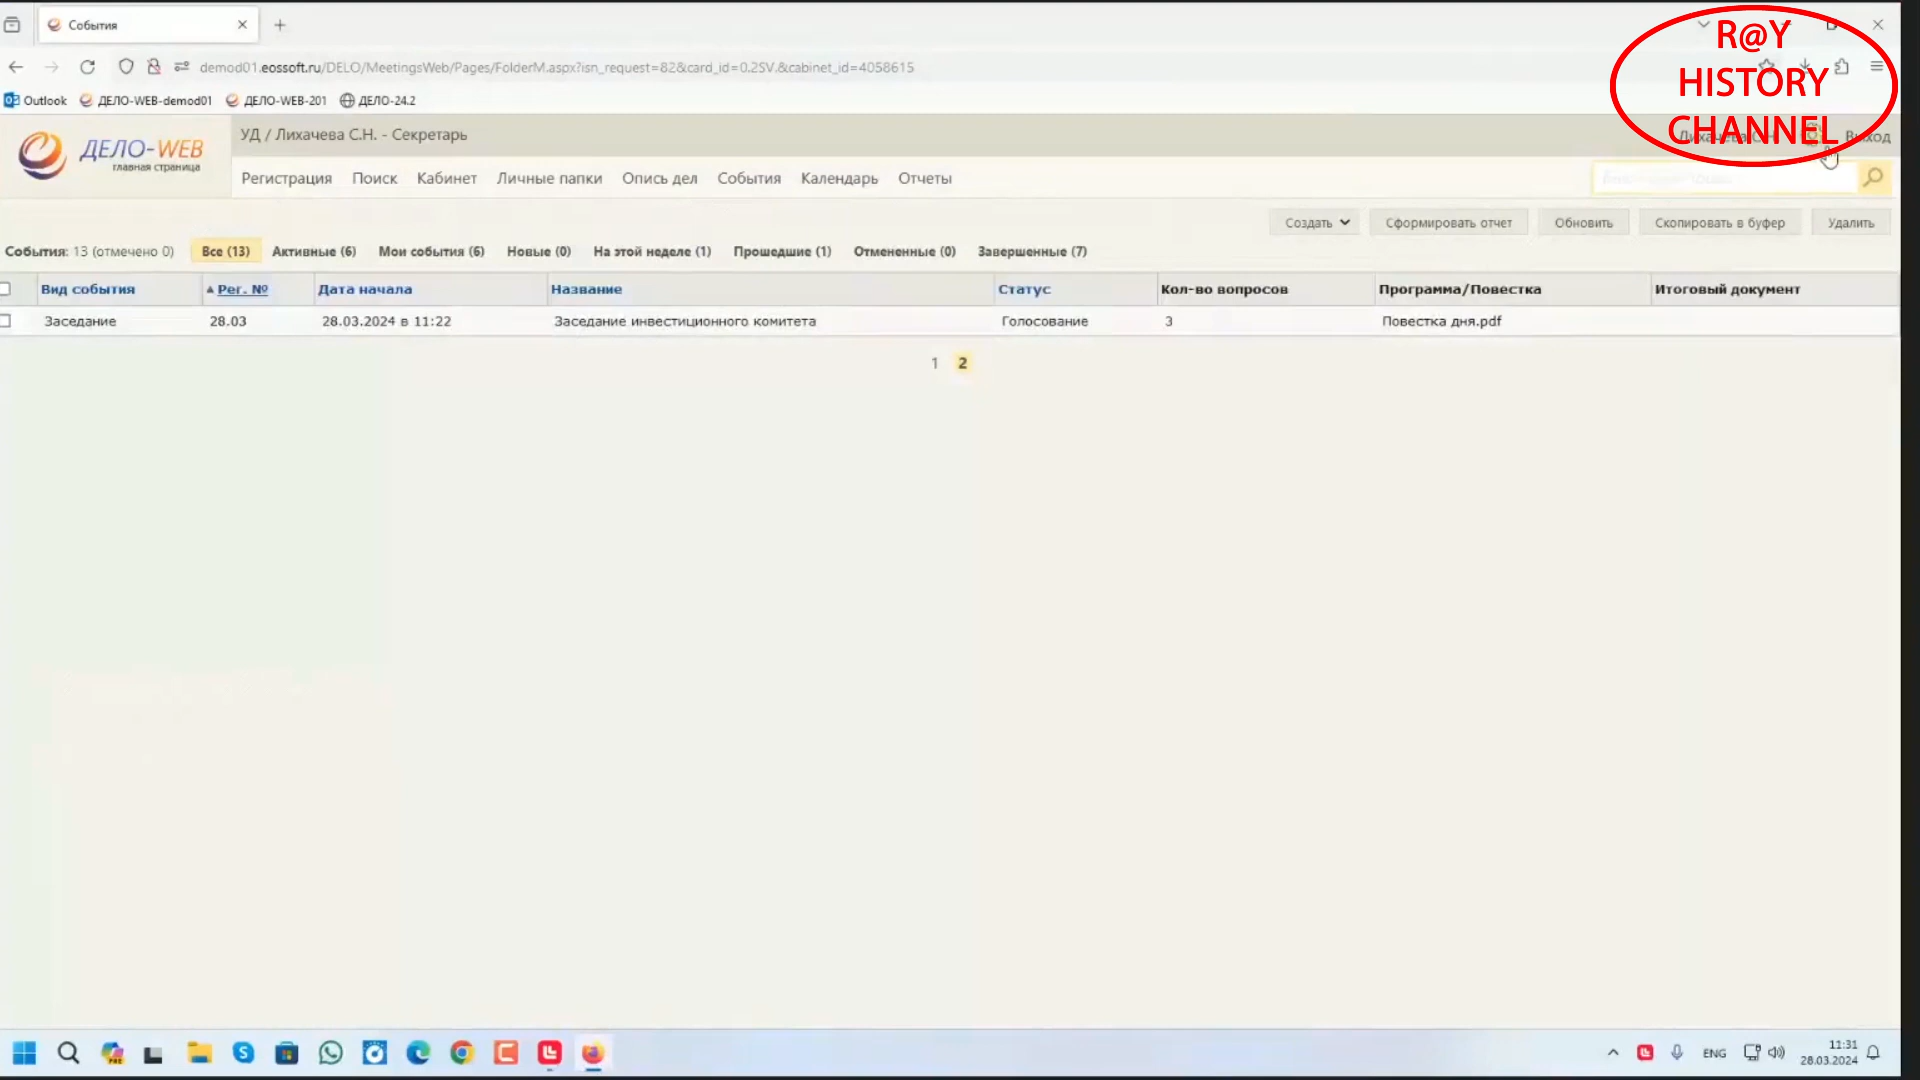 События
demod01.eossoft.ru/DELO/MeetingsWeb/Pages/FolderM.aspx?isn_request=82&card_id=0.2SV.&cabinet_id=4058615
Outlook ДЕЛО-WEB-demod01 ДЕЛО-WEB-201 ДЕЛО-24.2
R@Y
HISTORY
CHANNEL
УД / Лихачева С.Н. - Секретарь
Выход
ДЕЛО-WEB
главная страница
Регистрация Поиск Кабинет Личные папки Опись дел События Календарь Отчеты
Создать Сформировать отчет Обновить Скопировать в буфер Удалить
События: 13 (отмечено 0) Все (13) Активные (6) Мои события (6) Новые (0) На этой неделе (1) Прошедшие (1) Отмененные (0) Завершенные (7)
Вид события Рег. № Дата начала Название Статус Кол-во вопросов Программа/Повестка Итоговый документ
Заседание 28.03 28.03.2024 в 11:22 Заседание инвестиционного комитета Голосование 3 Повестка дня.pdf
1 2
ENG
11:31
28.03.2024